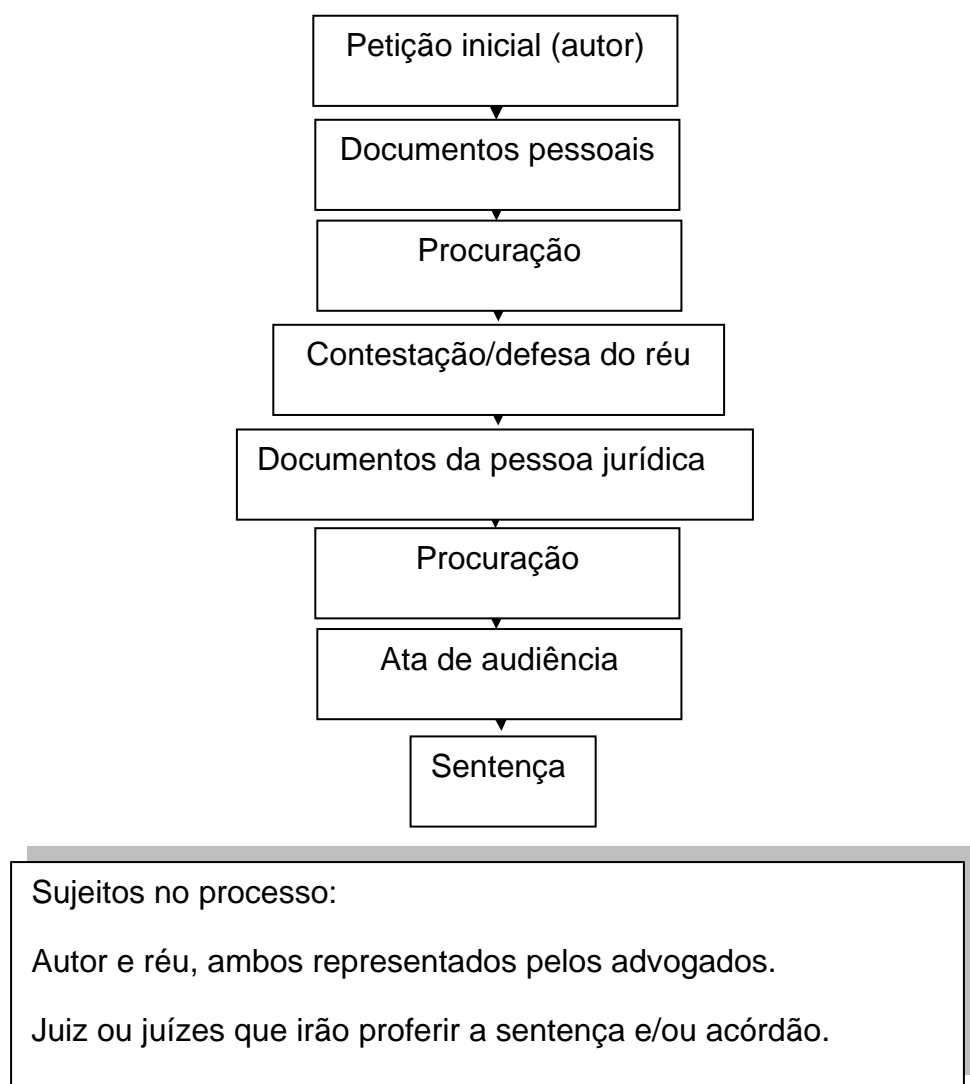 Petição inicial (autor)
Documentos pessoais
Procuração
Contestação/defesa do réu
Documentos da pessoa jurídica
Procuração
Ata de audiência
Sentença
Sujeitos no processo:
Autor e réu, ambos representados pelos advogados.
Juiz ou juízes que irão proferir a sentença e/ou acórdão.